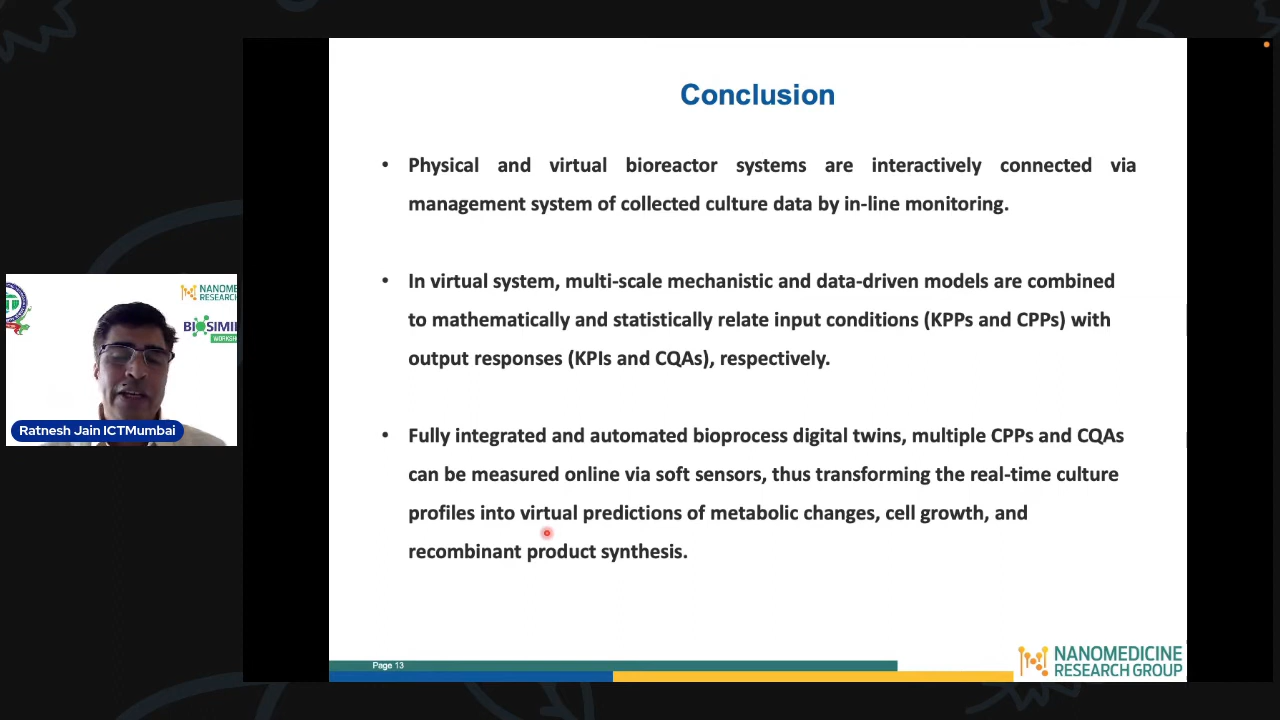 Conclusion
• Physical and virtual bioreactor systems are interactively connected via
management system of collected culture data by in-line monitoring.
• In virtual system, multi-scale mechanistic and data-driven models are combined
to mathematically and statistically relate input conditions (KPPs and CPPs) with
output responses (KPIs and CQAs), respectively.
• Fully integrated and automated bioprocess digital twins, multiple CPPs and CQAs
can be measured online via soft sensors, thus transforming the real-time culture
profiles into virtual predictions of metabolic changes, cell growth, and
recombinant product synthesis.
NANOME
RESEARCH
BIOSIMIL
WORKSH
Ratnesh Jain ICTMumbai
Page 13
NANOMEDICINE
RESEARCH GROUP